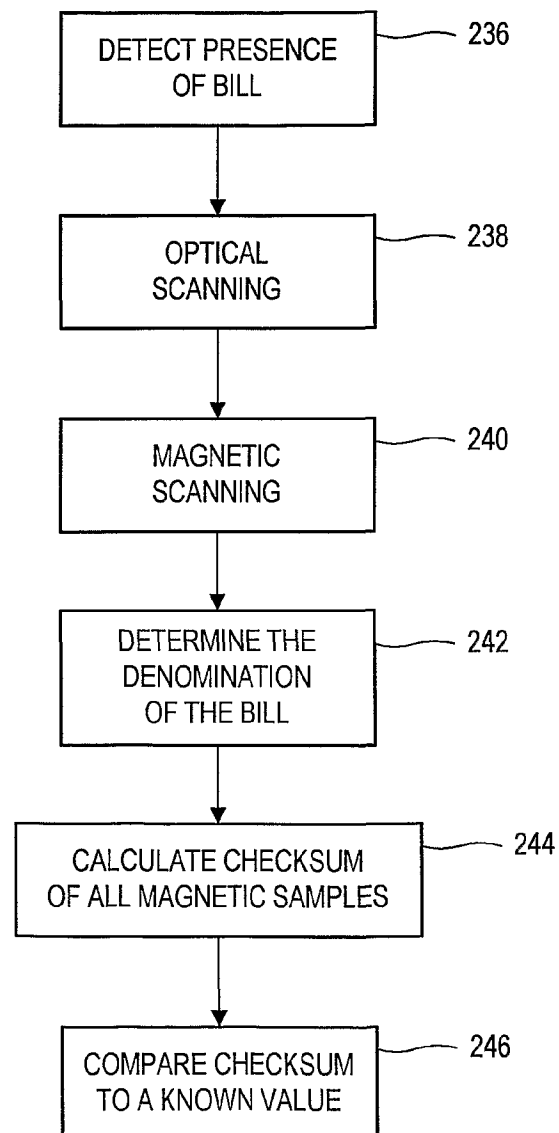 DETECT PRESENCE
OF BILL
236
OPTICAL
SCANNING
238
MAGNETIC
SCANNING
240
DETERMINE THE
DENOMINATION
OF THE BILL
242
CALCULATE CHECKSUM
OF ALL MAGNETIC SAMPLES
244
COMPARE CHECKSUM
TO A KNOWN VALUE
246